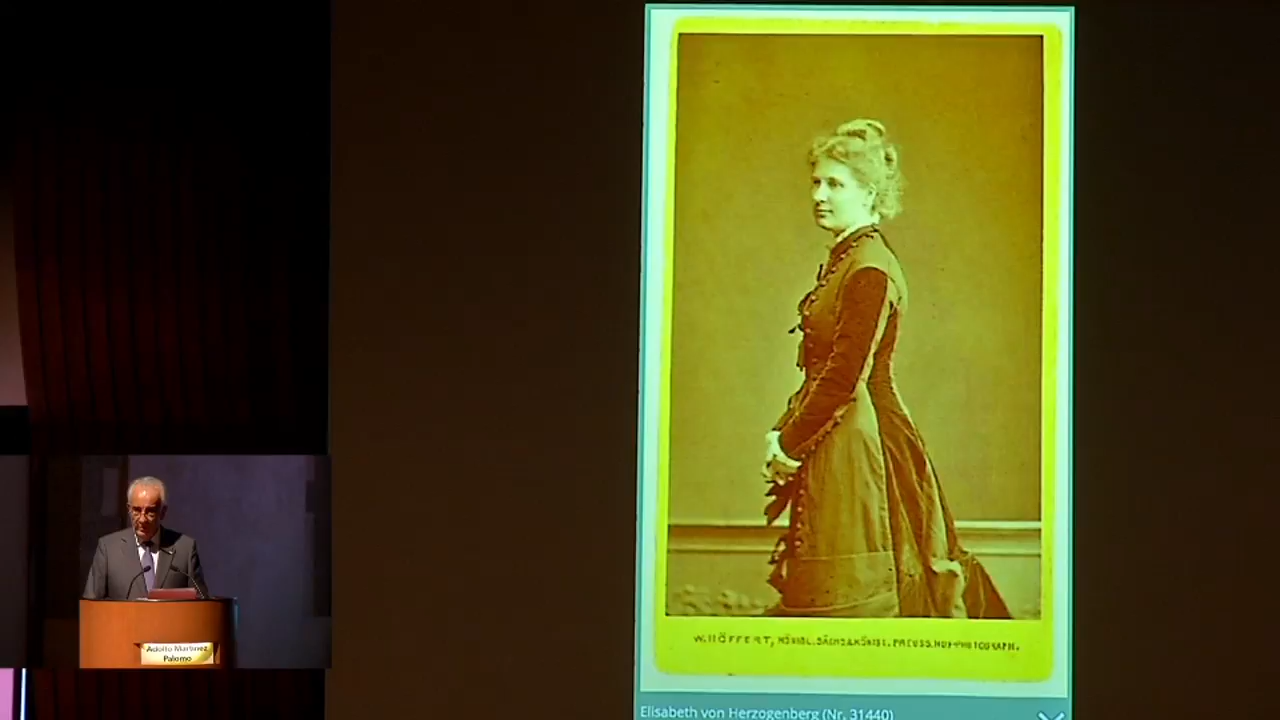 W. HÖFFERT, KÖNIGL. SÄCHS. & KÖNIGL. PREUSS. HOF-PHOTOGRAPH.
Adolfo Martínez
Palomo
Elisabeth von Herzogenberg (Nr. 31440)